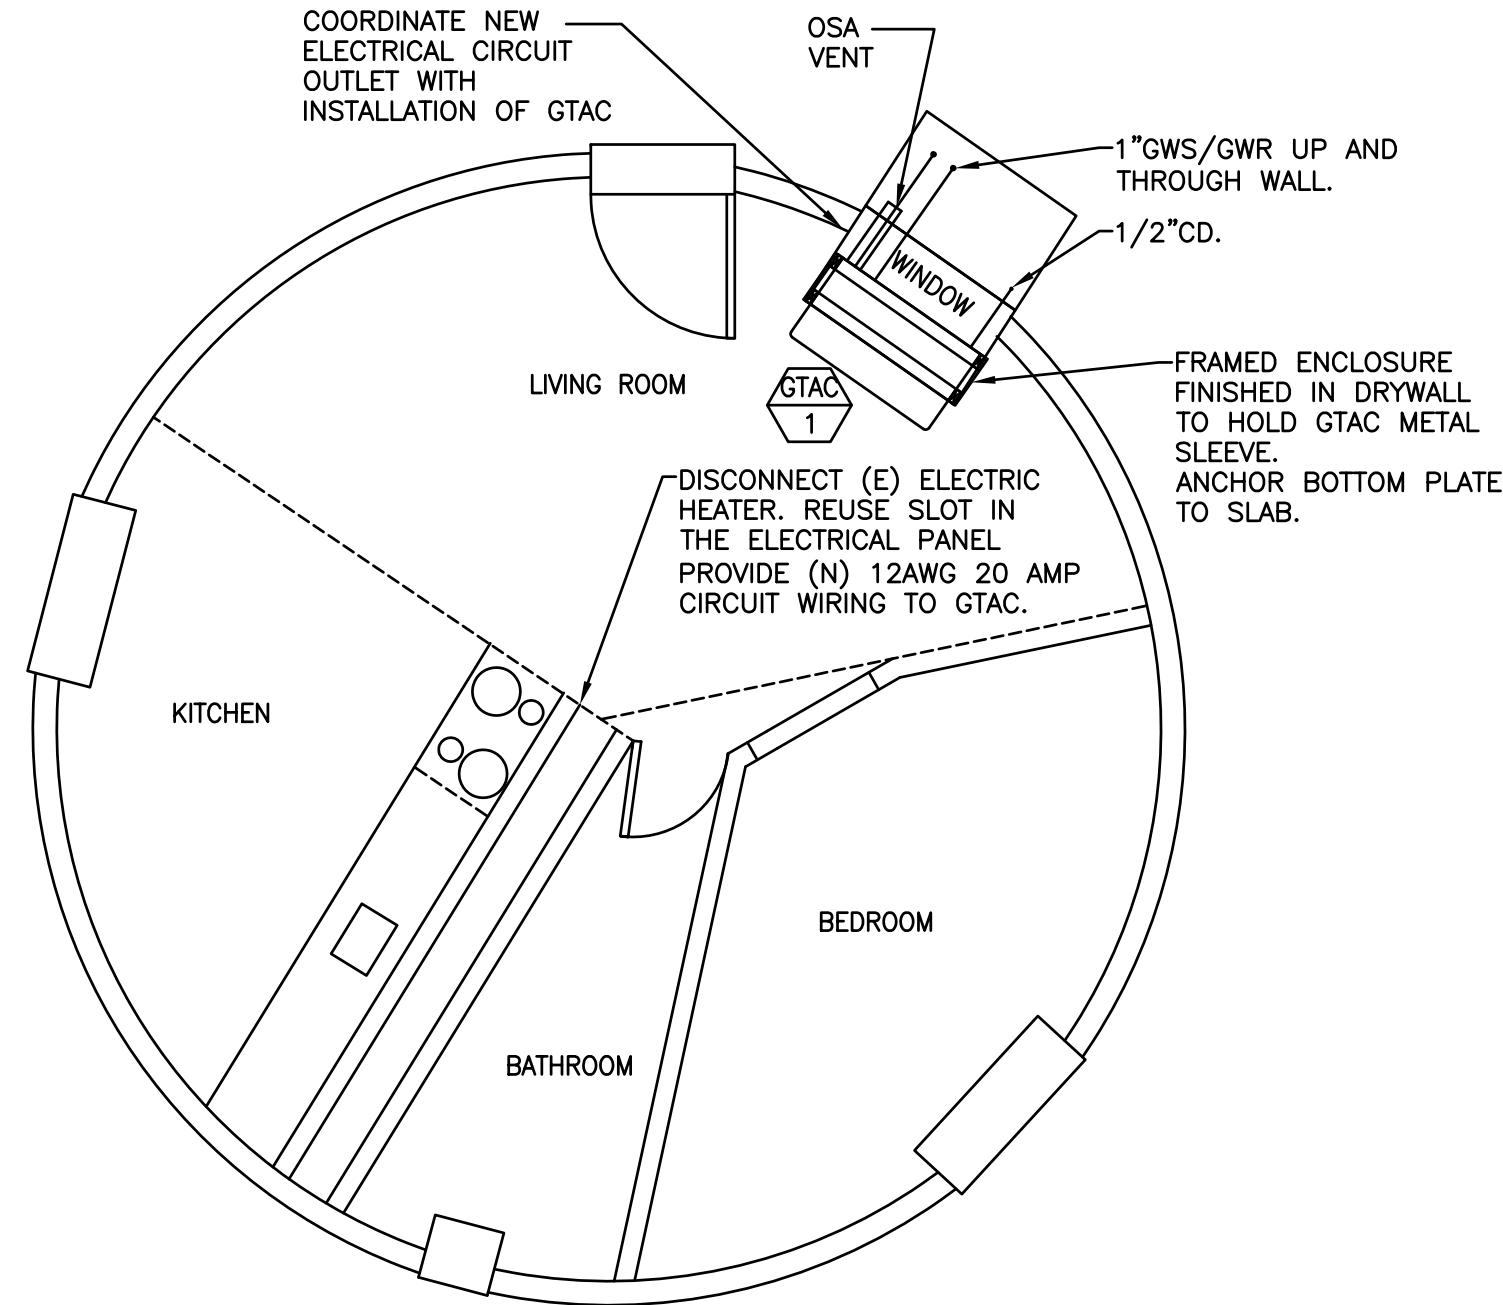 COORDINATE NEW
ELECTRICAL CIRCUIT
OUTLET WITH
INSTALLATION OF GTAC
OSA
VENT
1"GWS/GWR UP AND
THROUGH WALL.
1/2"CD.
WINDOW
FRAMED ENCLOSURE
FINISHED IN DRYWALL
TO HOLD GTAC METAL
SLEEVE.
ANCHOR BOTTOM PLATE
TO SLAB.
LIVING ROOM
GTAC
1
DISCONNECT (E) ELECTRIC
HEATER. REUSE SLOT IN
THE ELECTRICAL PANEL
PROVIDE (N) 12AWG 20 AMP
CIRCUIT WIRING TO GTAC.
KITCHEN
BEDROOM
BATHROOM